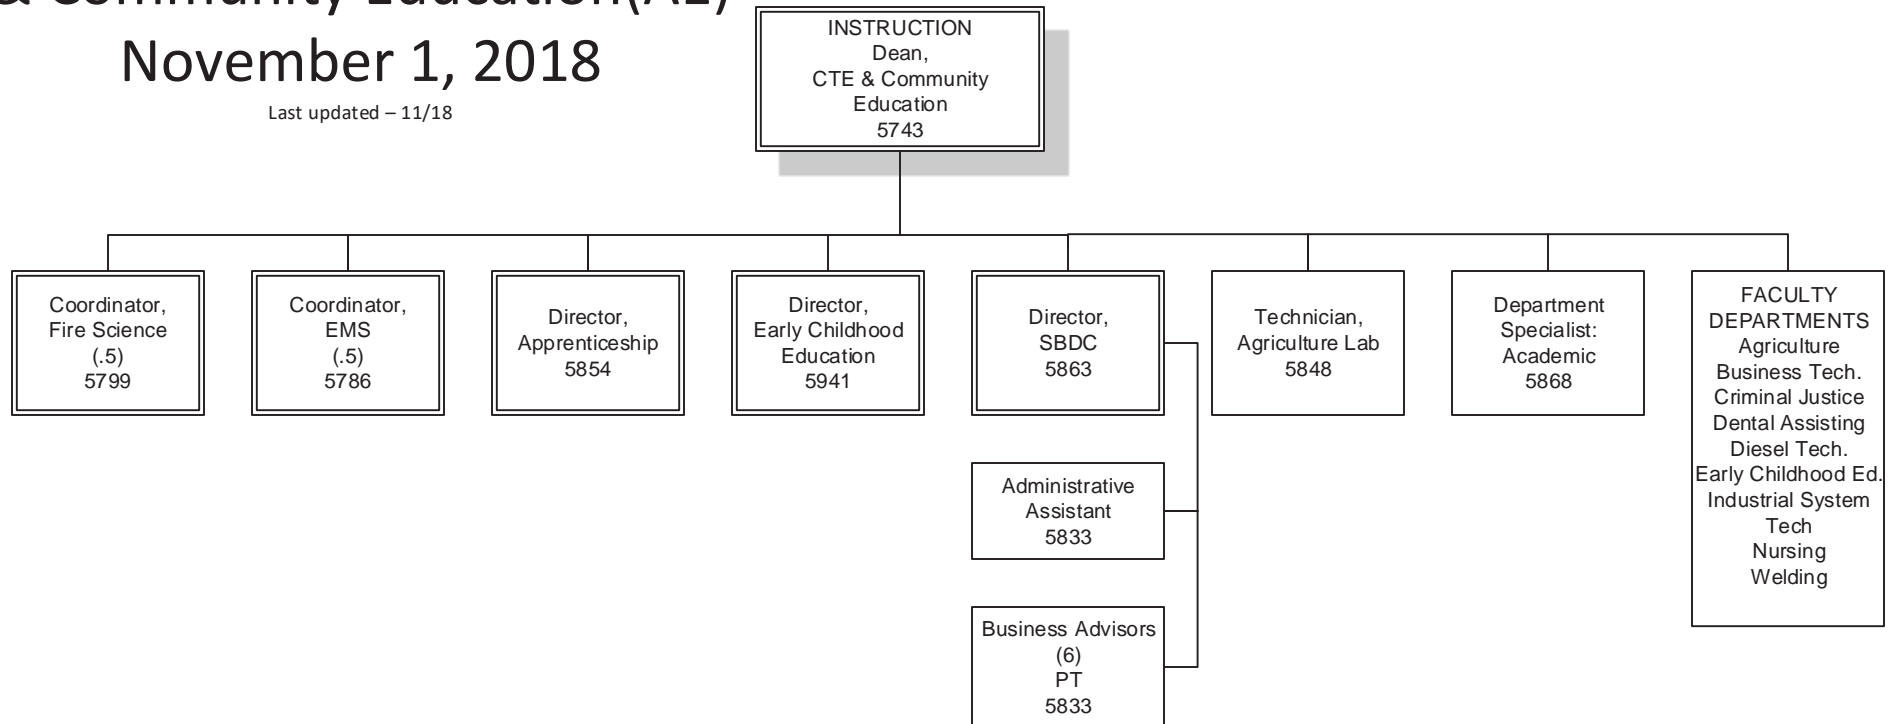 & Community Education(A2)
November 1, 2018
Last updated – 11/18
INSTRUCTION
Dean,
CTE & Community
Education
5743
Coordinator,
Fire Science
(.5)
5799
Coordinator,
EMS
(.5)
5786
Director,
Apprenticeship
5854
Director,
Early Childhood
Education
5941
Director,
SBDC
5863
Technician,
Agriculture Lab
5848
Department
Specialist:
Academic
5868
FACULTY
DEPARTMENTS
Agriculture
Business Tech.
Criminal Justice
Dental Assisting
Diesel Tech.
Early Childhood Ed.
Industrial System
Tech
Nursing
Welding
Administrative
Assistant
5833
Business Advisors
(6)
PT
5833